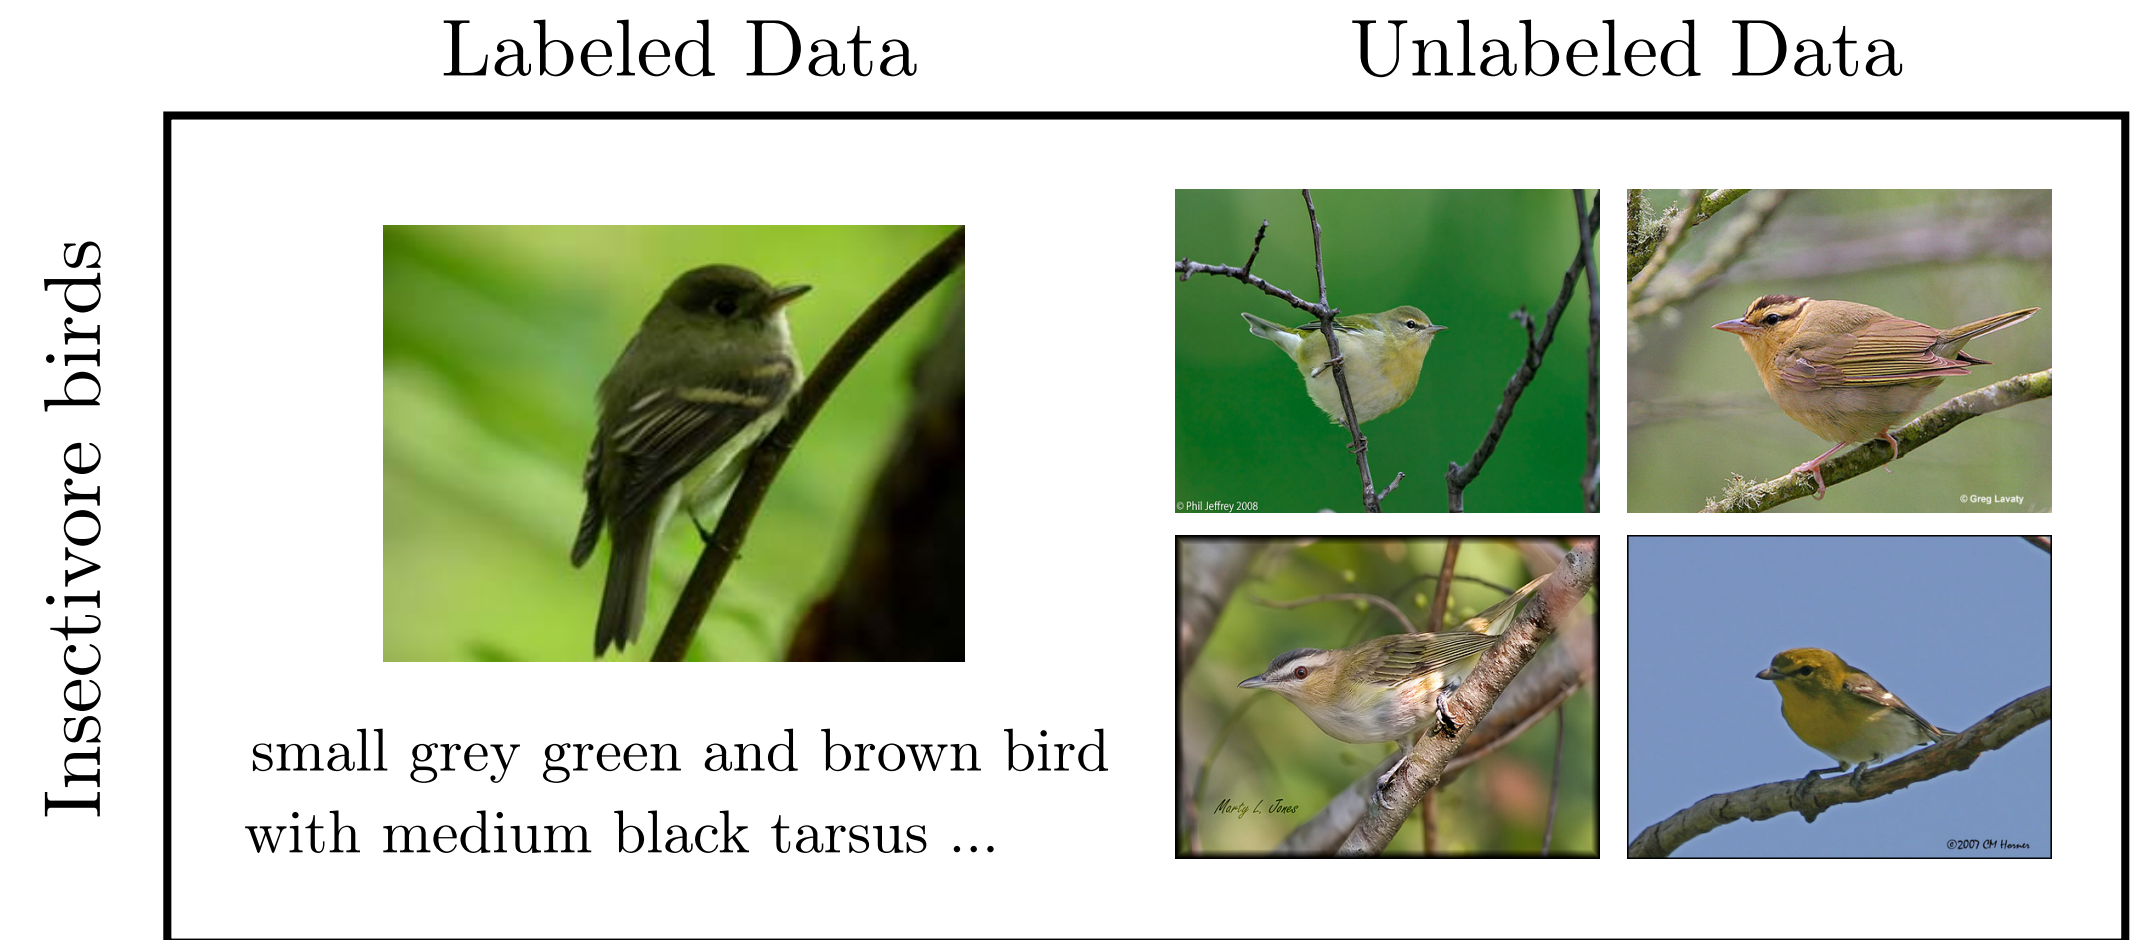 Labeled Data
Unlabeled Data
Insectivore birds
© Phil Jeffrey 2008
© Greg Lavaty
small grey green and brown bird
with medium black tarsus ...
Marty L. Jones
©2007 CM Horner